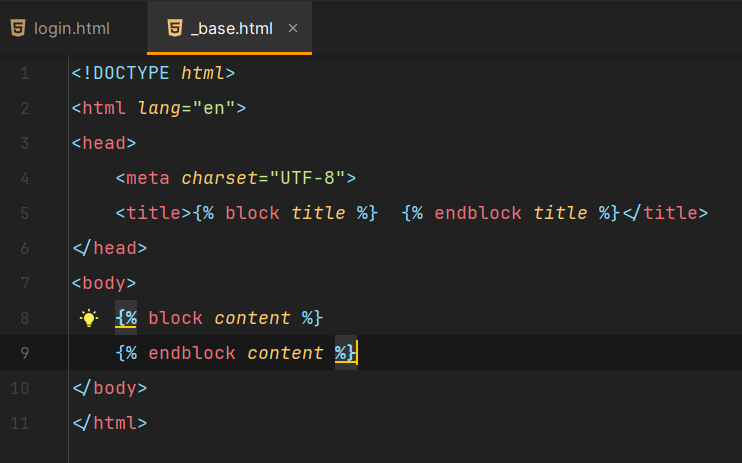 login.html _base.html ×
1 <!DOCTYPE html>
2 <html lang="en">
3 <head>
4     <meta charset="UTF-8">
5     <title>{% block title %}  {% endblock title %}</title>
6 </head>
7 <body>
8     {% block content %}
9     {% endblock content %}
10 </body>
11 </html>